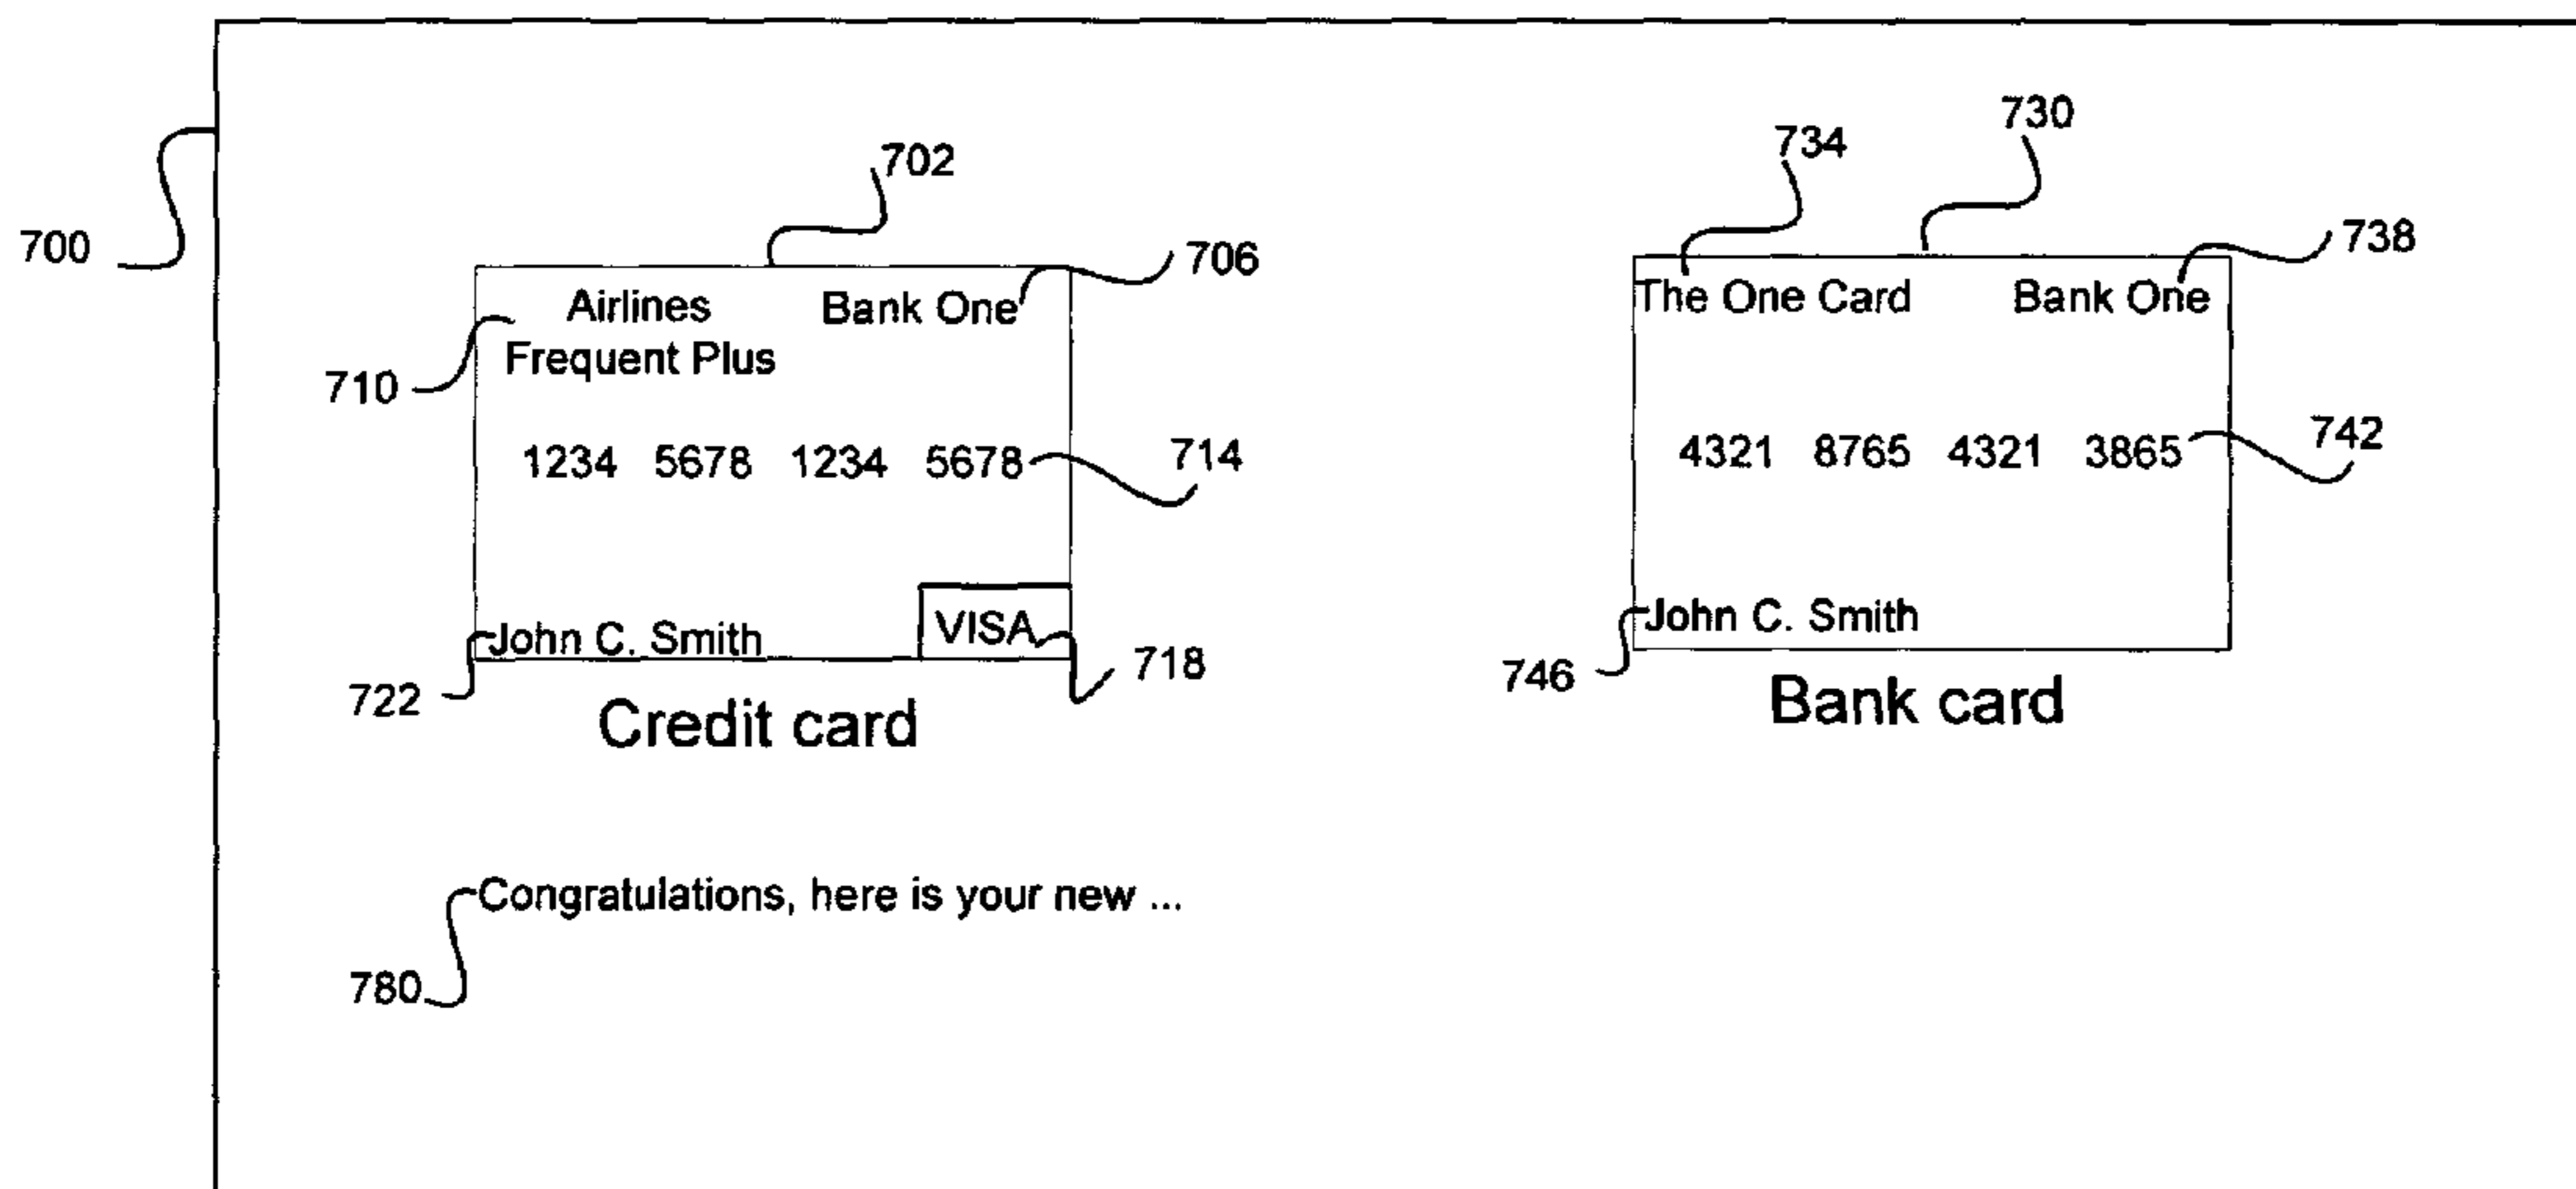 730
734
702
700
706
738
Airlines Bank One
The One Card Bank One
Frequent Plus
710
1234 5678 1234 5678
714
4321 8765 4321 3865
742
John C. Smith
VISA
718
John C. Smith
746
722
Credit card
Bank card
Congratulations, here is your new ...
780